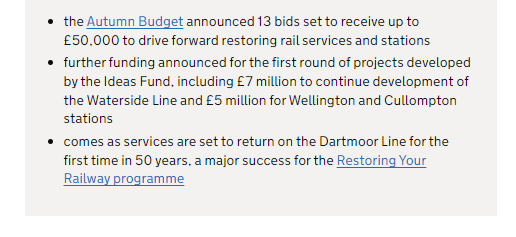 • the Autumn Budget announced 13 bids set to receive up to
£50,000 to drive forward restoring rail services and stations
• further funding announced for the first round of projects developed
by the Ideas Fund, including £7 million to continue development of
the Waterside Line and £5 million for Wellington and Cullompton
stations
• comes as services are set to return on the Dartmoor Line for the
first time in 50 years, a major success for the Restoring Your
Railway programme